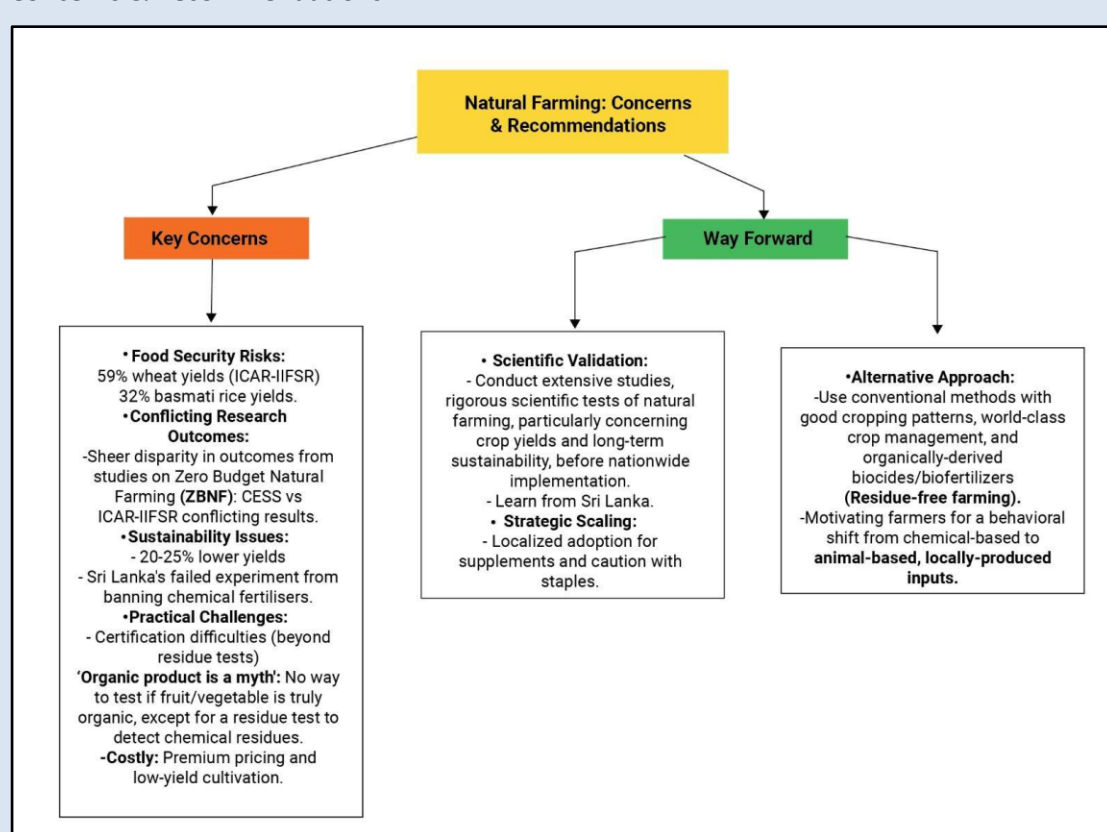 Natural Farming: Concerns
& Recommendations
Key Concerns
Way Forward
• Food Security Risks:
59% wheat yields (ICAR-IIFSR)
32% basmati rice yields.
•Conflicting Research
Outcomes:
-Sheer disparity in outcomes from
studies on Zero Budget Natural
Farming (ZBNF): CESS vs
ICAR-IIFSR conflicting results.
•Sustainability Issues:
- 20-25% lower yields
- Sri Lanka's failed experiment from
banning chemical fertilisers.
•Practical Challenges:
- Certification difficulties (beyond
residue tests)
‘Organic product is a myth': No way
to test if fruit/vegetable is truly
organic, except for a residue test to
detect chemical residues.
-Costly: Premium pricing and
low-yield cultivation.
• Scientific Validation:
- Conduct extensive studies,
rigorous scientific tests of natural
farming, particularly concerning
crop yields and long-term
sustainability, before nationwide
implementation.
- Learn from Sri Lanka.
• Strategic Scaling:
- Localized adoption for
supplements and caution with
staples.
•Alternative Approach:
-Use conventional methods with
good cropping patterns, world-class
crop management, and
organically-derived
biocides/biofertilizers
(Residue-free farming).
-Motivating farmers for a behavioral
shift from chemical-based to
animal-based, locally-produced
inputs.